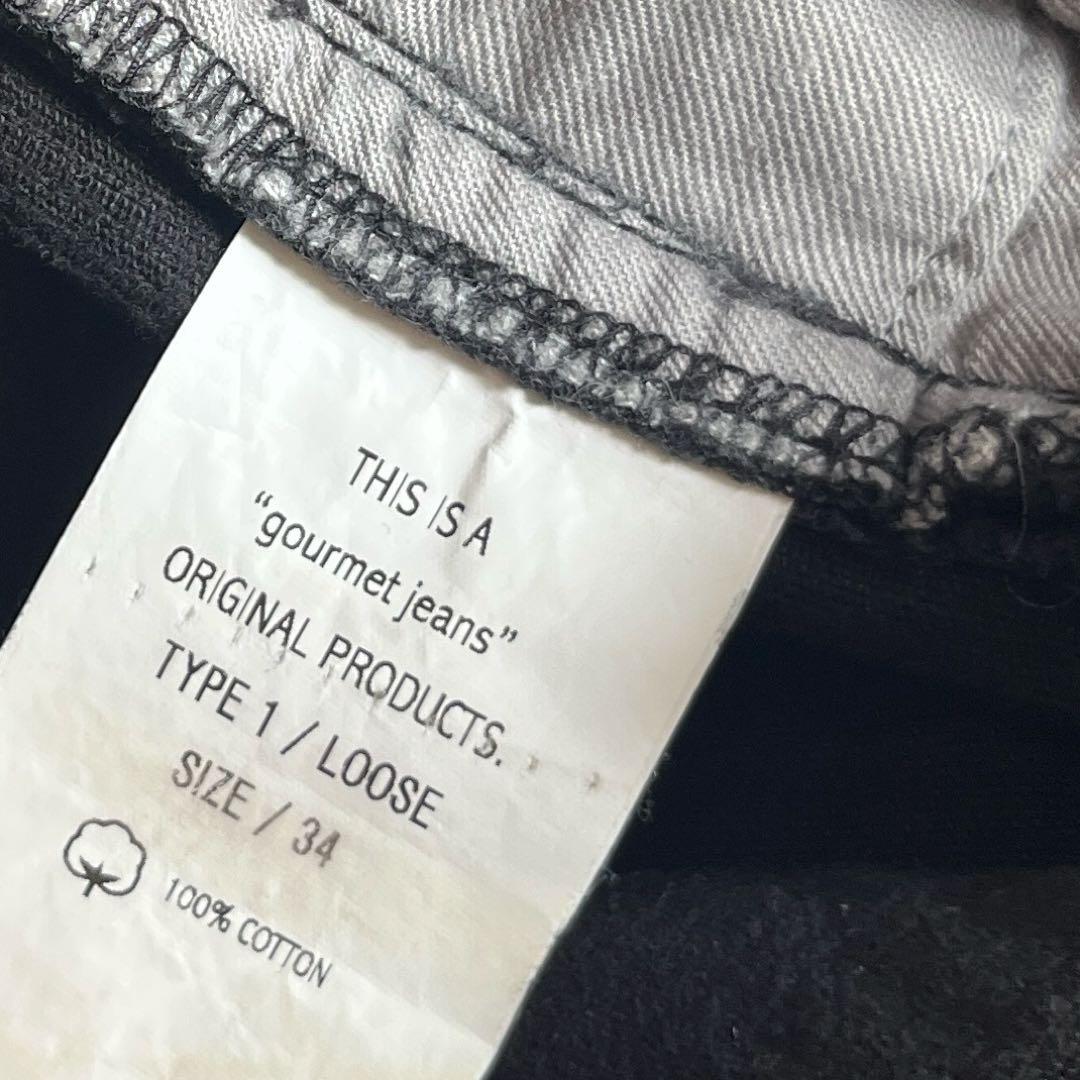 THIS IS A
“gourmet jeans”
ORIGINAL PRODUCTS.
TYPE 1 / LOOSE
SIZE / 34
100% COTTON